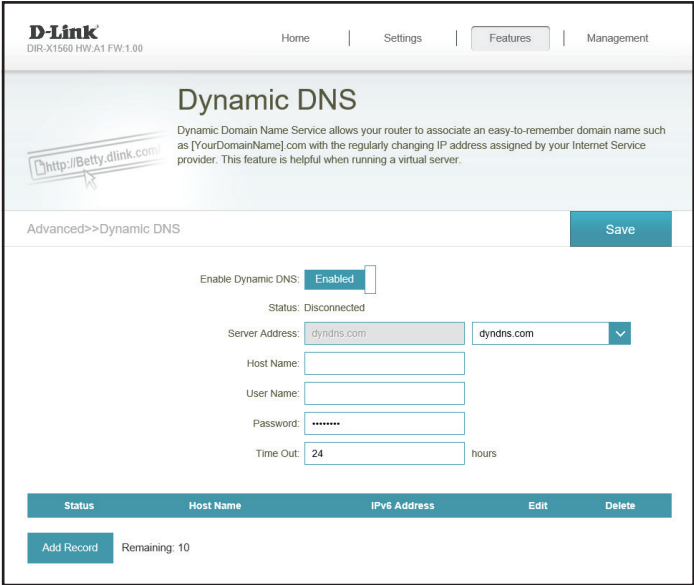 D-Link
DIR-X1560 HW:A1 FW:1.00
Home Settings Features Management
Dynamic DNS
Dynamic Domain Name Service allows your router to associate an easy-to-remember domain name such
as [YourDomainName].com with the regularly changing IP address assigned by your Internet Service
provider. This feature is helpful when running a virtual server.
http://Betty.dlink.com/
Advanced>>Dynamic DNS
Save
Enable Dynamic DNS: Enabled
Status: Disconnected
Server Address: dyndns.com dyndns.com
Host Name:
User Name:
Password: ••••••••
Time Out: 24 hours
Status Host Name IPv6 Address Edit Delete
Add Record Remaining: 10